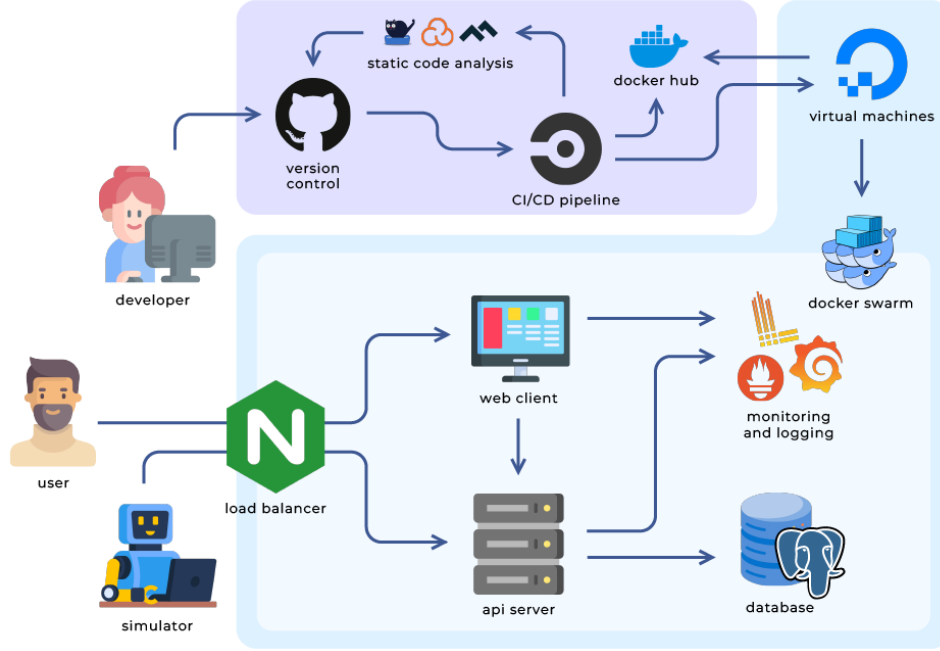 static code analysis
docker hub
virtual machines
version
control
CI/CD pipeline
developer
docker swarm
web client
monitoring
and logging
user
N
load balancer
api server
database
simulator